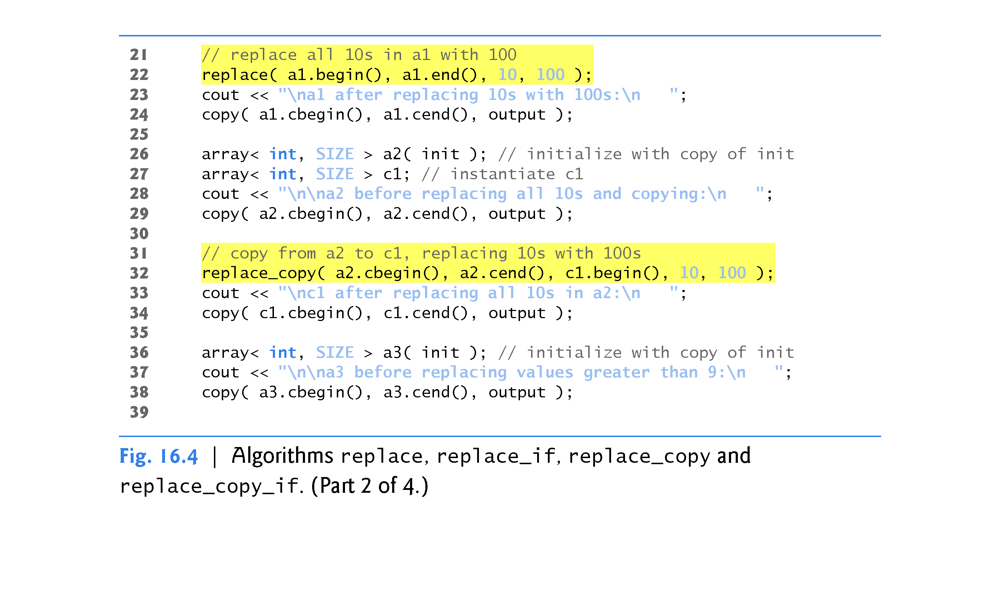 21 // replace all 10s in a1 with 100
22 replace( a1.begin(), a1.end(), 10, 100 );
23 cout << "\na1 after replacing 10s with 100s:\n   ";
24 copy( a1.cbegin(), a1.cend(), output );
25
26 array< int, SIZE > a2( init ); // initialize with copy of init
27 array< int, SIZE > c1; // instantiate c1
28 cout << "\n\na2 before replacing all 10s and copying:\n   ";
29 copy( a2.cbegin(), a2.cend(), output );
30
31 // copy from a2 to c1, replacing 10s with 100s
32 replace_copy( a2.cbegin(), a2.cend(), c1.begin(), 10, 100 );
33 cout << "\nc1 after replacing all 10s in a2:\n   ";
34 copy( c1.cbegin(), c1.cend(), output );
35
36 array< int, SIZE > a3( init ); // initialize with copy of init
37 cout << "\n\na3 before replacing values greater than 9:\n   ";
38 copy( a3.cbegin(), a3.cend(), output );
39
Fig. 16.4 | Algorithms replace, replace_if, replace_copy and
replace_copy_if. (Part 2 of 4.)